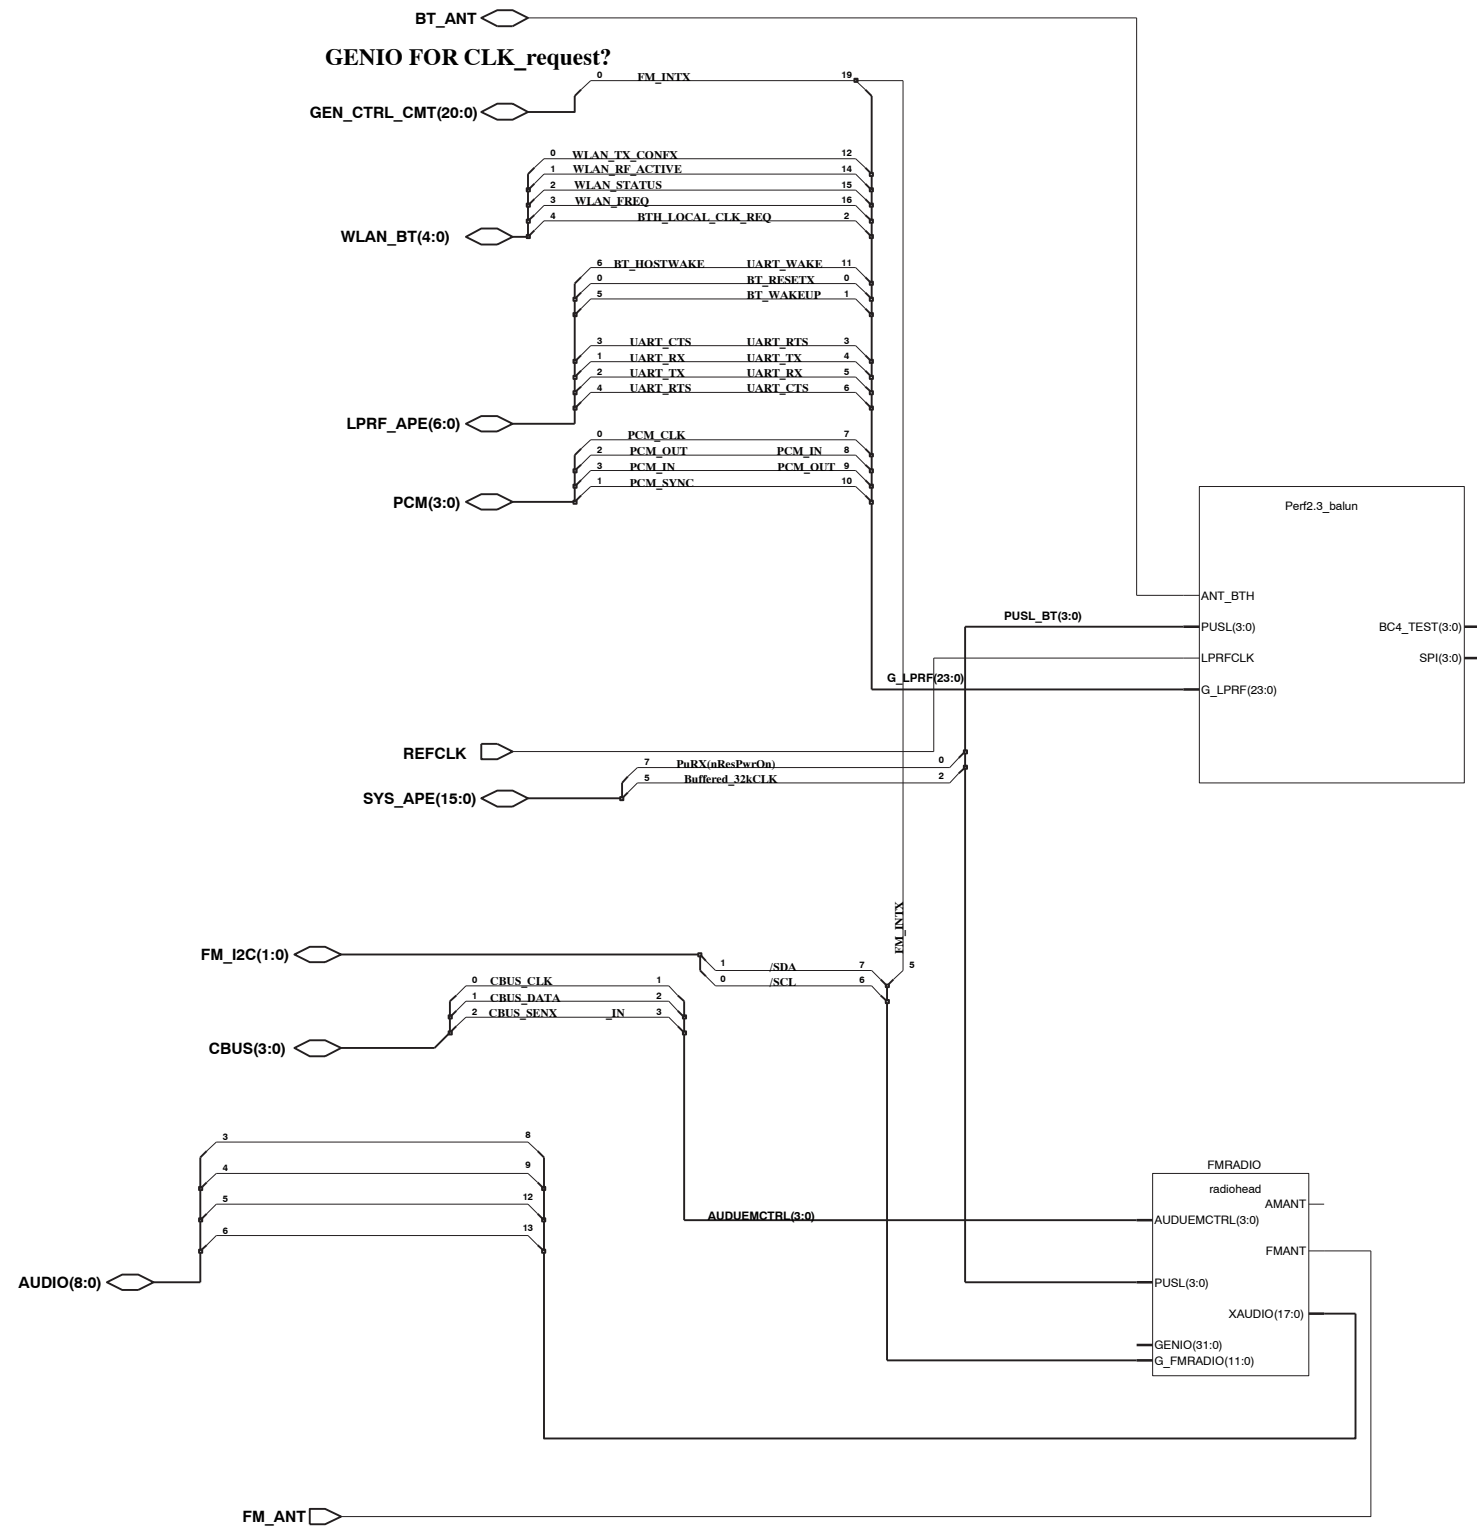 BT_ANT
GENIO FOR CLK_request?
0 FM_INTX 19
GEN_CTRL_CMT(20:0)
0 WLAN_TX_CONFX 12
1 WLAN_RF_ACTIVE 14
2 WLAN_STATUS 15
3 WLAN_FREQ 16
4 BTH_LOCAL_CLK_REQ 2
WLAN_BT(4:0)
6 BT_HOSTWAKE UART_WAKE 11
0 BT_RESETX 0
5 BT_WAKEUP 1
3 UART_CTS UART_RTS 3
1 UART_RX UART_TX 4
2 UART_TX UART_RX 5
4 UART_RTS UART_CTS 6
LPRF_APE(6:0)
0 PCM_CLK 7
2 PCM_OUT PCM_IN 8
3 PCM_IN PCM_OUT 9
1 PCM_SYNC 10
PCM(3:0)
Perf2.3_balun
ANT_BTH
PUSL_BT(3:0)
PUSL(3:0) BC4_TEST(3:0)
LPRFCLK SPI(3:0)
G_LPRF(23:0)
G_LPRF(23:0)
REFCLK
7 PuRX(nResPwrOn) 0
5 Buffered_32kCLK 2
SYS_APE(15:0)
FM_INTX
FM_I2C(1:0)
1 /SDA 7 5
0 /SCL 6
0 CBUS_CLK 1
1 CBUS_DATA 2
2 CBUS_SENX _IN 3
CBUS(3:0)
3 8
4 9
5 12
6 13
AUDIO(8:0)
FMRADIO
radiohead
AMANT
AUDUEMCTRL(3:0)
AUDUEMCTRL(3:0)
FMANT
PUSL(3:0)
XAUDIO(17:0)
GENIO(31:0)
G_FMRADIO(11:0)
FM_ANT